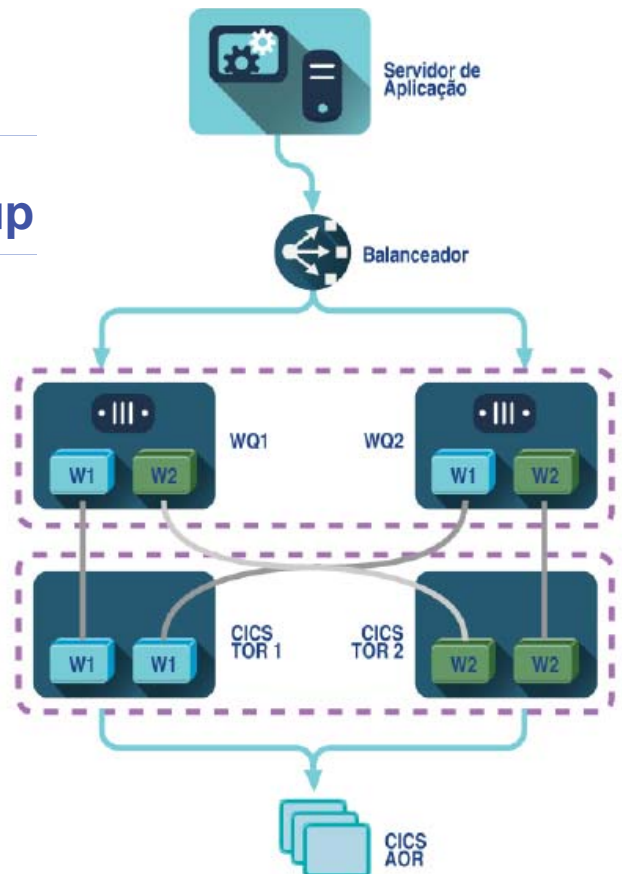 Servidor de
Aplicação
up
Balanceador
WQ1
WQ2
W1
W2
W1
W2
CICS
TOR 1
CICS
TOR 2
W1
W1
W2
W2
CICS
AOR